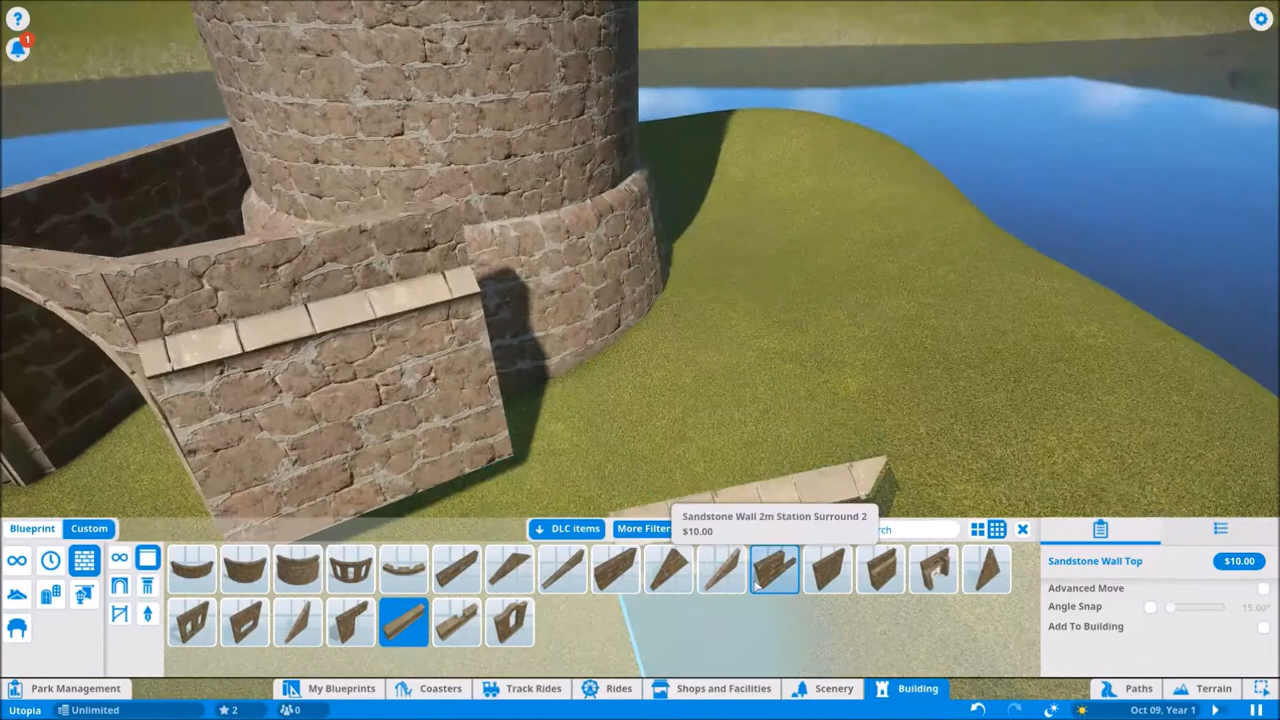 ?
1
Sandstone Wall 2m Station Surround 2
$10.00
Blueprint
Custom
DLC items
More Filter
rch
Sandstone Wall Top
$10.00
Advanced Move
Angle Snap
15.00°
Add To Building
Park Management
My Blueprints
Coasters
Track Rides
Rides
Shops and Facilities
Scenery
Building
Paths
Terrain
Utopia
Unlimited
2
0
Oct 09, Year 1